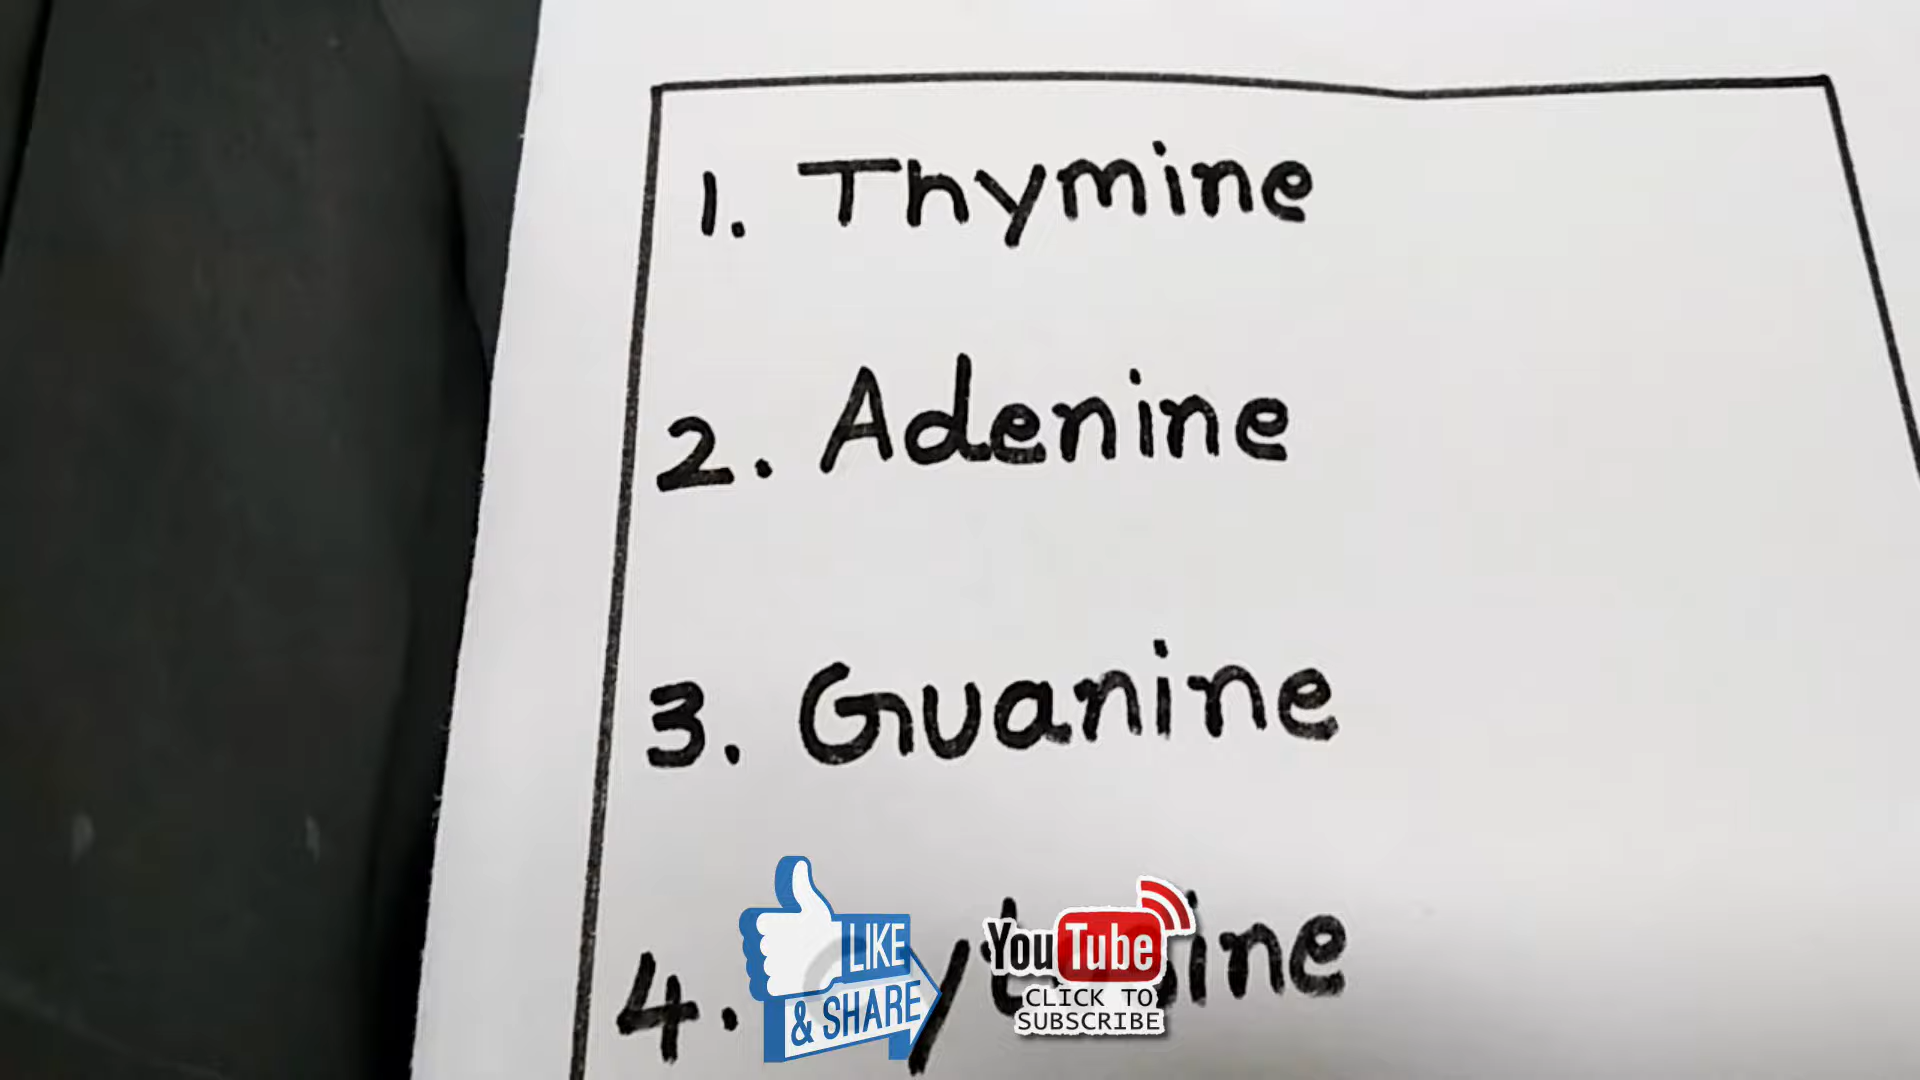 1. Thymine
2. Adenine
3. Guanine
4.
LIKE
& SHARE
YouTube
CLICK TO
SUBSCRIBE